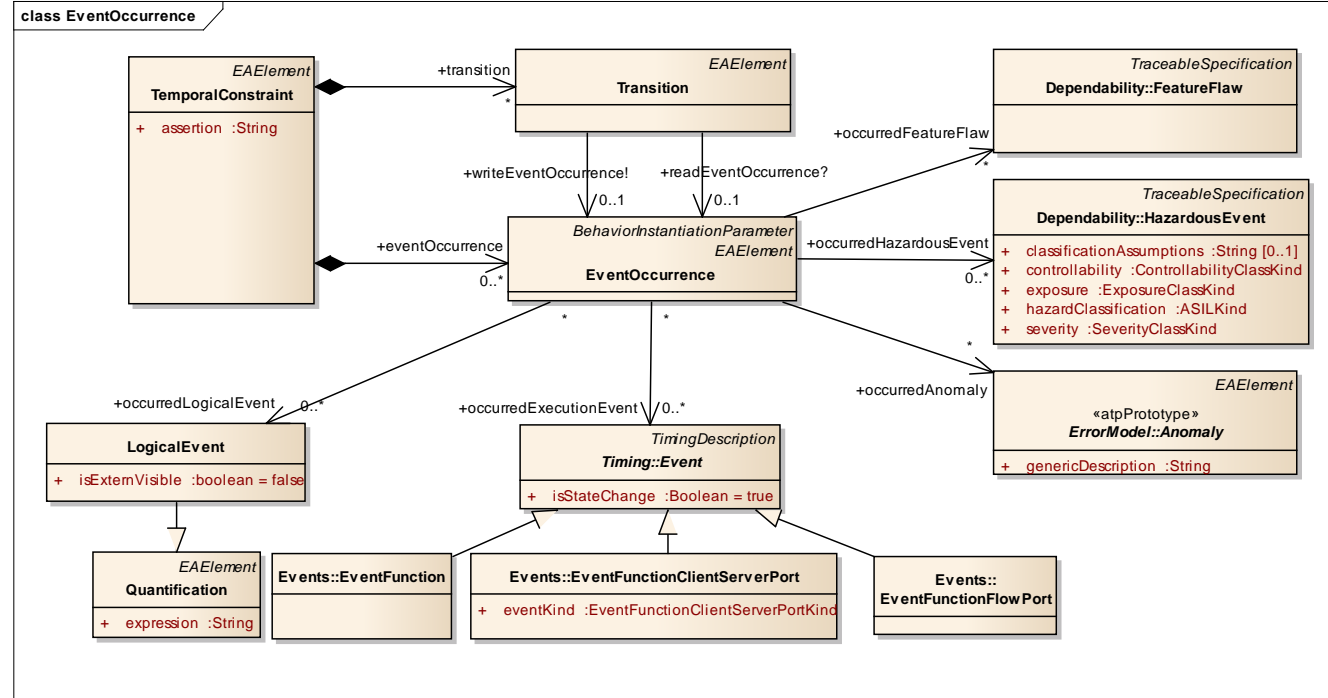 class EventOccurrence
EAElement
TemporalConstraint
+ assertion :String
+transition
*
EAElement
Transition
TraceableSpecification
Dependability::FeatureFlaw
+occurredFeatureFlaw
*
+writeEventOccurrence!
0..1
+readEventOccurrence?
0..1
TraceableSpecification
Dependability::HazardousEvent
+ classificationAssumptions :String [0..1]
+ controllability :ControllabilityClassKind
+ exposure :ExposureClassKind
+ hazardClassification :ASILKind
+ severity :SeverityClassKind
+eventOccurrence
0..*
BehaviorInstantiationParameter
EAElement
EventOccurrence
+occurredHazardousEvent
0..*
*
*
*
+occurredAnomaly
EAElement
«atpPrototype»
ErrorModel::Anomaly
+ genericDescription :String
+occurredLogicalEvent
0..*
+occurredExecutionEvent
0..*
LogicalEvent
+ isExternVisible :boolean = false
TimingDescription
Timing::Event
+ isStateChange :Boolean = true
EAElement
Quantification
+ expression :String
Events::EventFunction
Events::EventFunctionClientServerPort
+ eventKind :EventFunctionClientServerPortKind
Events::
EventFunctionFlowPort